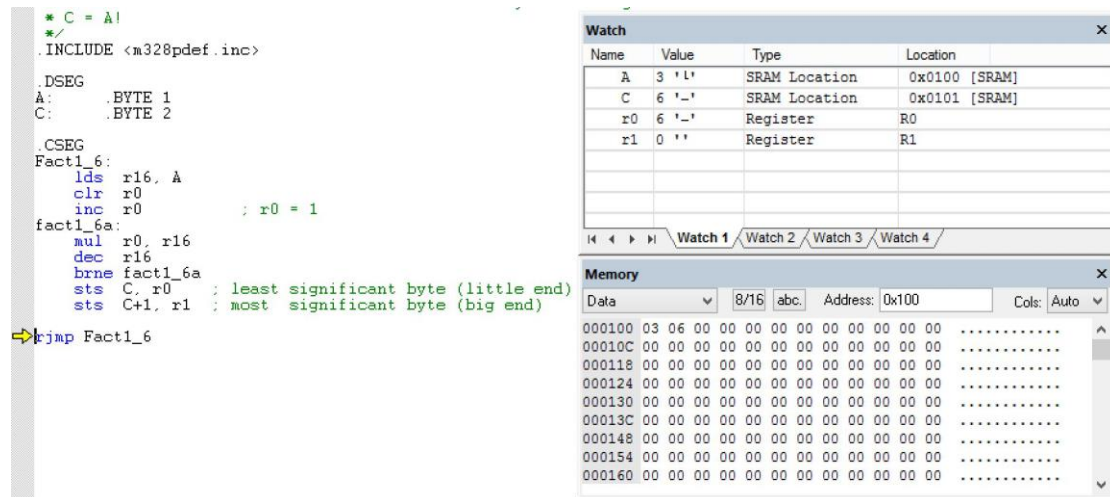 * C = A!
*/
.INCLUDE <m328pdef.inc>
.DSEG
A: .BYTE 1
C: .BYTE 2
.CSEG
Fact1_6:
lds r16, A
clr r0
inc r0 ; r0 = 1
fact1_6a:
mul r0, r16
dec r16
brne fact1_6a
sts C, r0 ; least significant byte (little end)
sts C+1, r1 ; most significant byte (big end)
rjmp Fact1_6
Watch
Name Value Type Location
A 3 'L' SRAM Location 0x0100 [SRAM]
C 6 '-' SRAM Location 0x0101 [SRAM]
r0 6 '-' Register R0
r1 0 '' Register R1
Watch 1 Watch 2 Watch 3 Watch 4
Memory
Data 8/16 abc. Address: 0x100 Cols: Auto
000100 03 06 00 00 00 00 00 00 00 00 00 00 ............
00010C 00 00 00 00 00 00 00 00 00 00 00 00 ............
000118 00 00 00 00 00 00 00 00 00 00 00 00 ............
000124 00 00 00 00 00 00 00 00 00 00 00 00 ............
000130 00 00 00 00 00 00 00 00 00 00 00 00 ............
00013C 00 00 00 00 00 00 00 00 00 00 00 00 ............
000148 00 00 00 00 00 00 00 00 00 00 00 00 ............
000154 00 00 00 00 00 00 00 00 00 00 00 00 ............
000160 00 00 00 00 00 00 00 00 00 00 00 00 ............